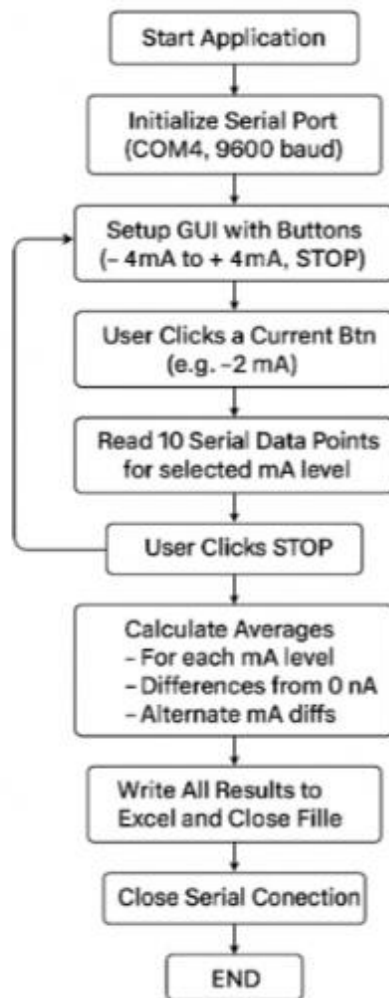 Start Application
Initialize Serial Port
(COM4, 9600 baud)
Setup GUI with Buttons
(– 4mA to + 4mA, STOP)
User Clicks a Current Btn
(e.g. –2 mA)
Read 10 Serial Data Points
for selected mA level
User Clicks STOP
Calculate Averages
– For each mA level
– Differences from 0 nA
– Alternate mA diffs
Write All Results to
Excel and Close Fille
Close Serial Conection
END